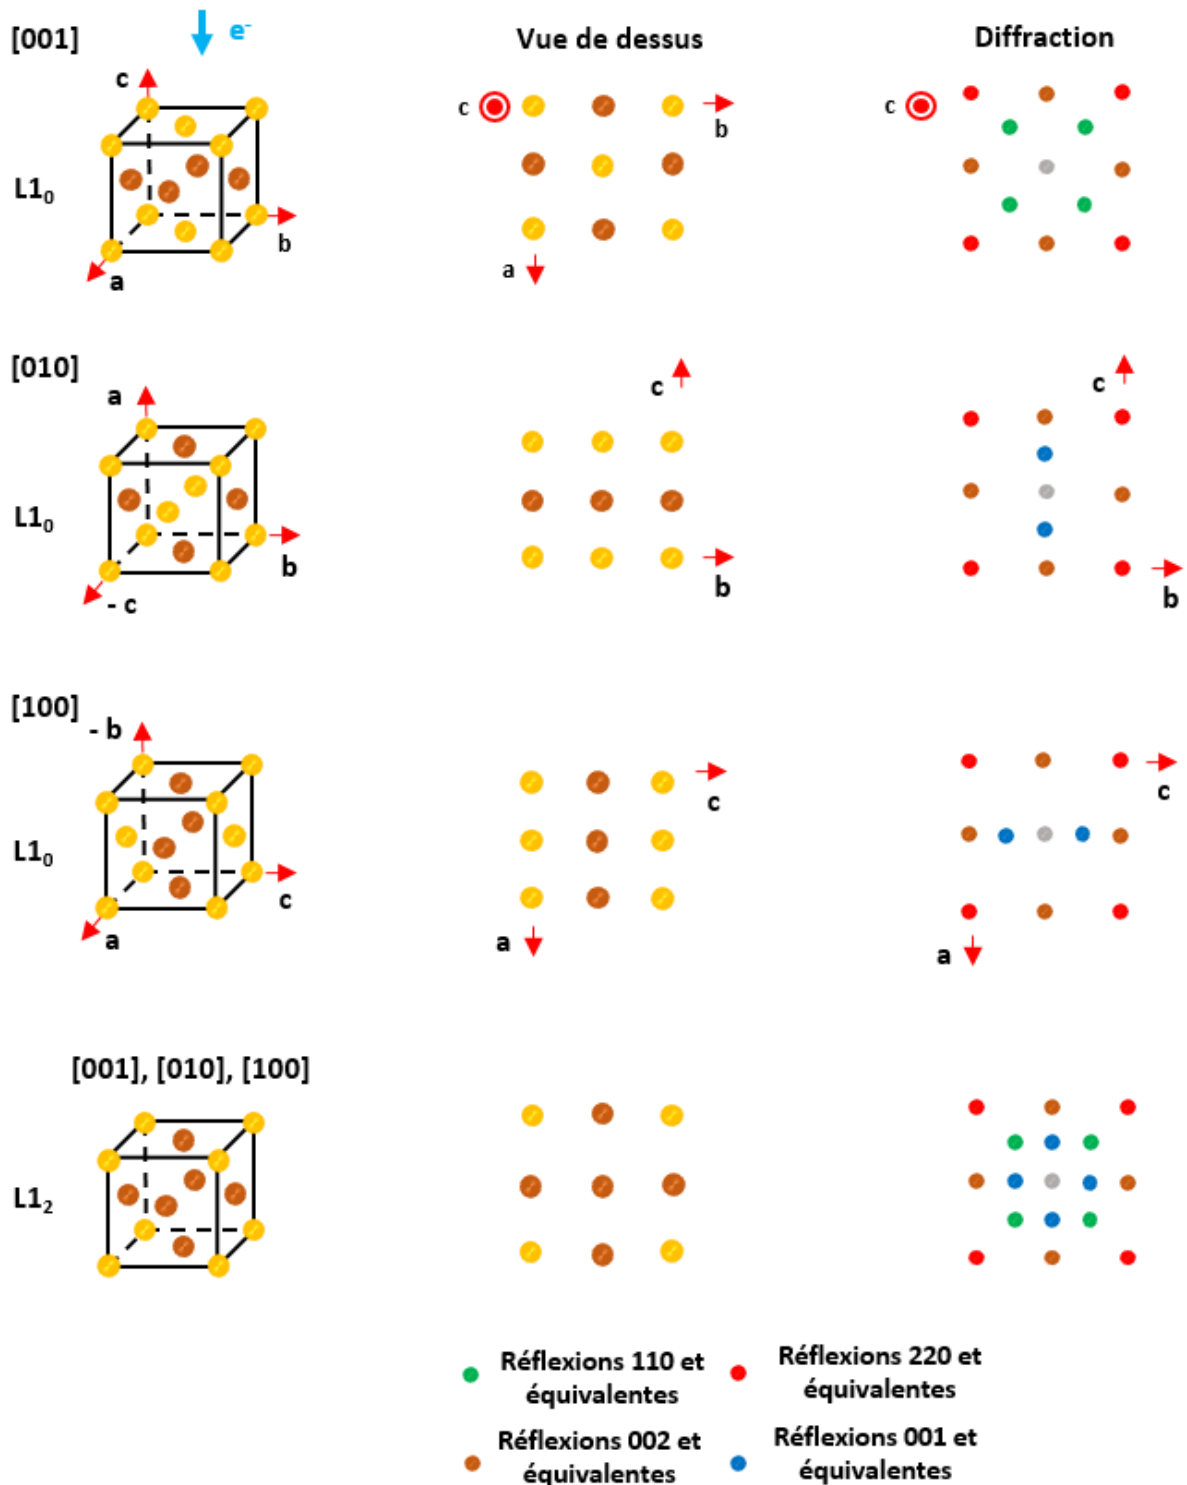 [001]
e-
Vue de dessus
Diffraction
c
c
c
b
L1₀
b
a
a
[010]
a
c
c
L1₀
b
b
b
- c
[100]
- b
c
c
L1₀
c
a
a
a
[001], [010], [100]
L1₂
Réflexions 110 et
équivalentes
Réflexions 220 et
équivalentes
Réflexions 002 et
équivalentes
Réflexions 001 et
équivalentes